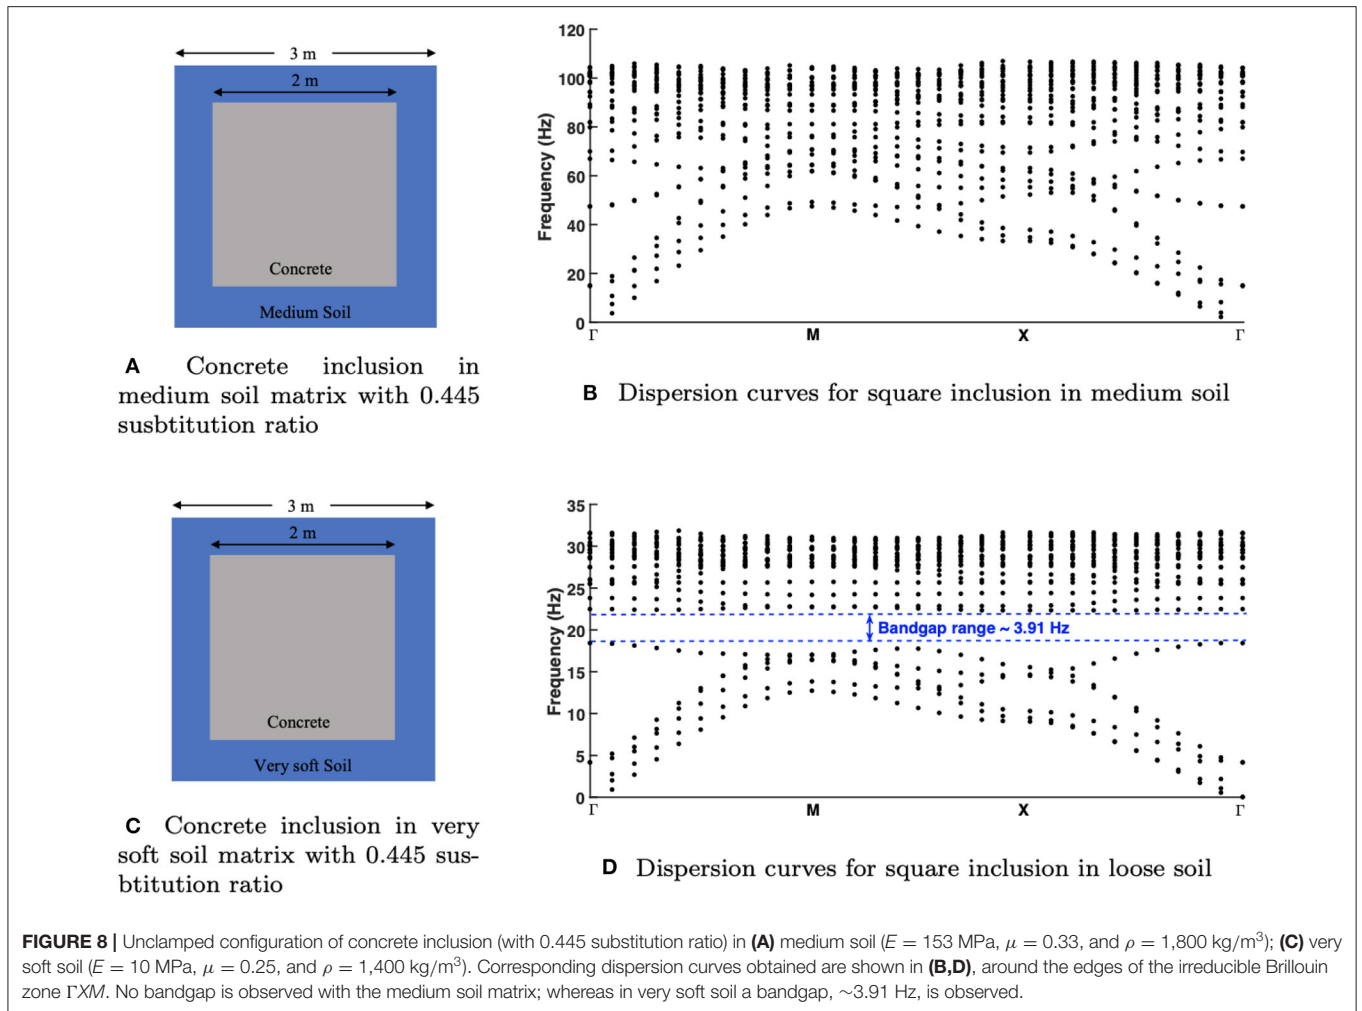 3 m
2 m
Concrete
Medium Soil
A Concrete inclusion in
medium soil matrix with 0.445
susbtitution ratio
120
100
80
60
40
20
0
Frequency (Hz)
Γ
M
X
Γ
B Dispersion curves for square inclusion in medium soil
3 m
2 m
Concrete
Very soft Soil
C Concrete inclusion in very
soft soil matrix with 0.445 sus-
btitution ratio
35
30
25
20
15
10
5
0
Frequency (Hz)
Bandgap range ~ 3.91 Hz
Γ
M
X
Γ
D Dispersion curves for square inclusion in loose soil
FIGURE 8 | Unclamped configuration of concrete inclusion (with 0.445 substitution ratio) in (A) medium soil (E = 153 MPa, μ = 0.33, and ρ = 1,800 kg/m³); (C) very
soft soil (E = 10 MPa, μ = 0.25, and ρ = 1,400 kg/m³). Corresponding dispersion curves obtained are shown in (B,D), around the edges of the irreducible Brillouin
zone ΓXM. No bandgap is observed with the medium soil matrix; whereas in very soft soil a bandgap, ~3.91 Hz, is observed.